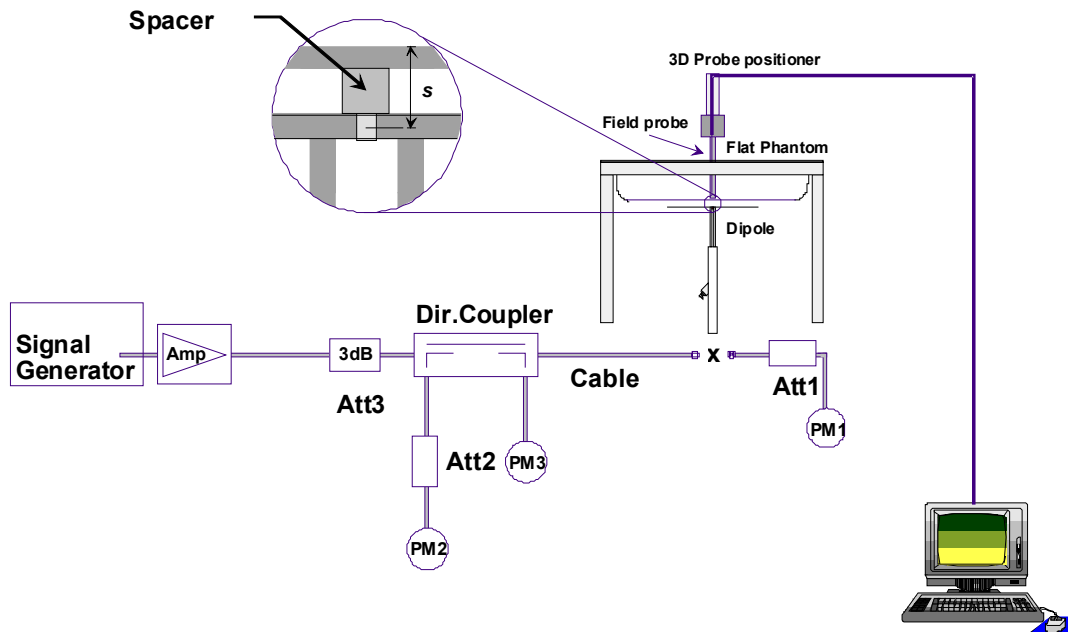 Spacer
s
3D Probe positioner
Field probe
Flat Phantom
Dipole
Dir.Coupler
Signal
Generator
Amp
3dB
Att3
Cable
x
Att1
PM1
Att2
PM3
PM2